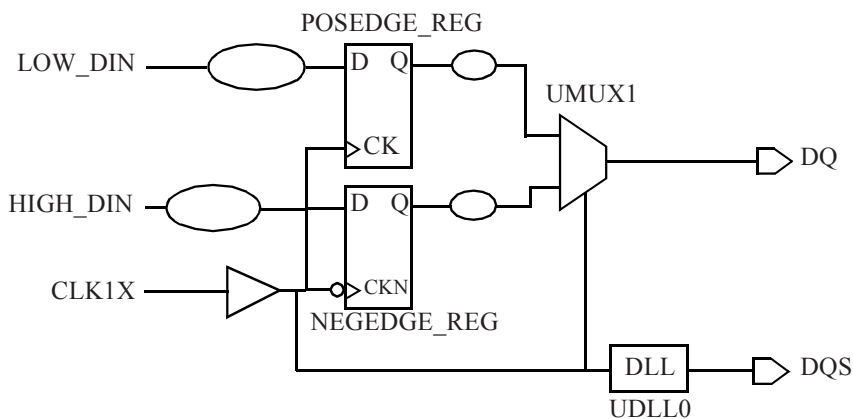 POSEDGE_REG
LOW_DIN
D Q
UMUX1
CK
DQ
HIGH_DIN
D Q
CLK1X
CKN
NEGEDGE_REG
DLL
DQS
UDLL0